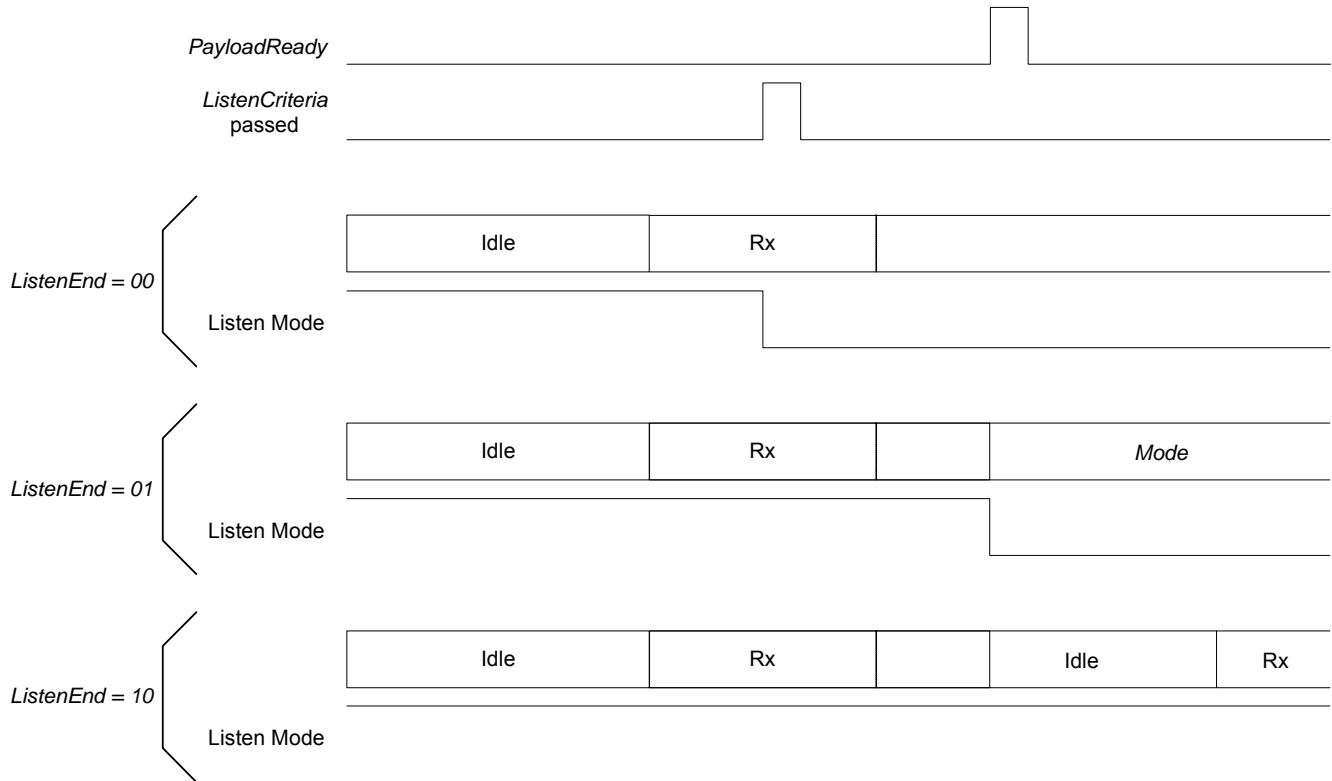 PayloadReady
ListenCriteria
passed
ListenEnd = 00
Idle
Rx
Listen Mode
ListenEnd = 01
Idle
Rx
Mode
Listen Mode
ListenEnd = 10
Idle
Rx
Idle
Rx
Listen Mode